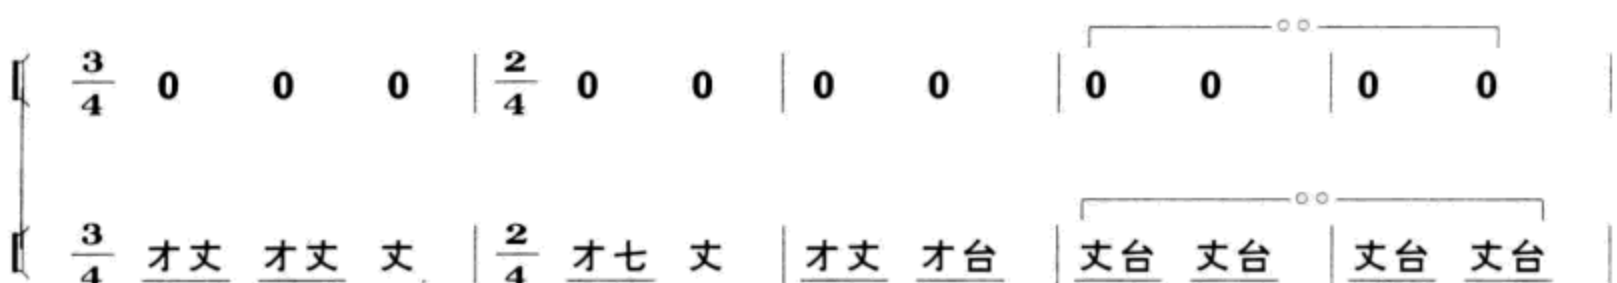 3/4 0 0 0 | 2/4 0 0 | 0 0 | 0 0 | 0 0 |
3/4 才丈 才丈 丈 | 2/4 才七 丈 | 才丈 才台 | 丈台 丈台 | 丈台 丈台 |